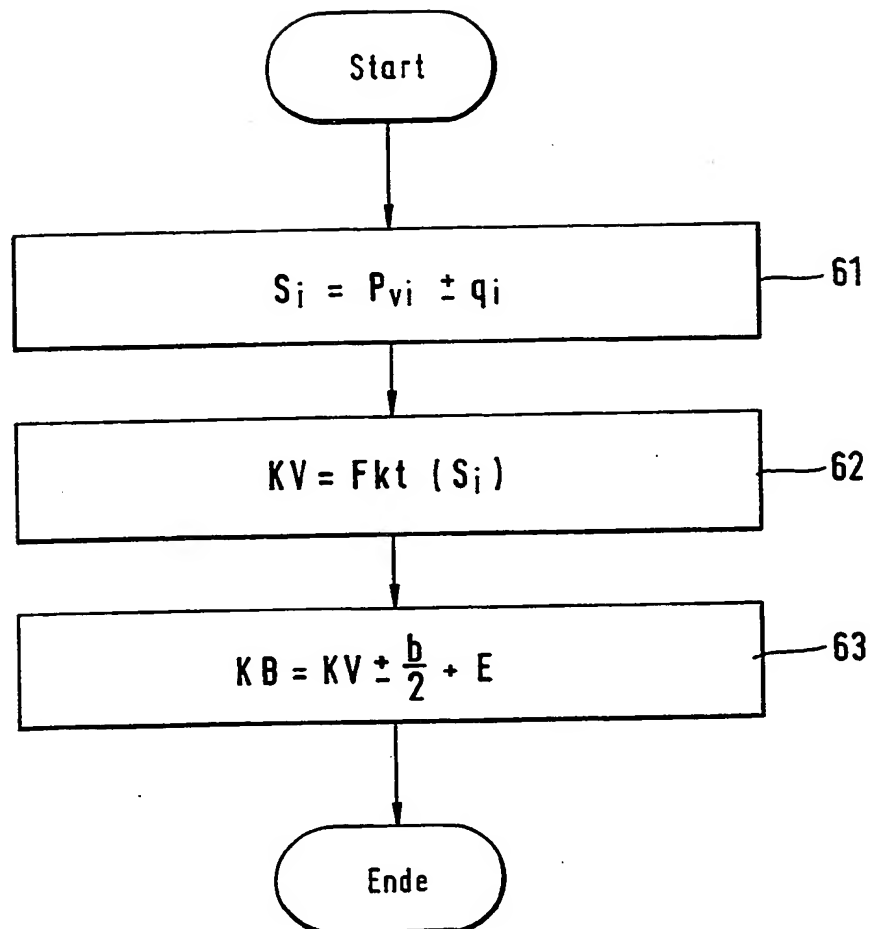 Start
Si = Pvi ± qi
61
KV = Fkt (Si)
62
KB = KV ± b/2 + E
63
Ende